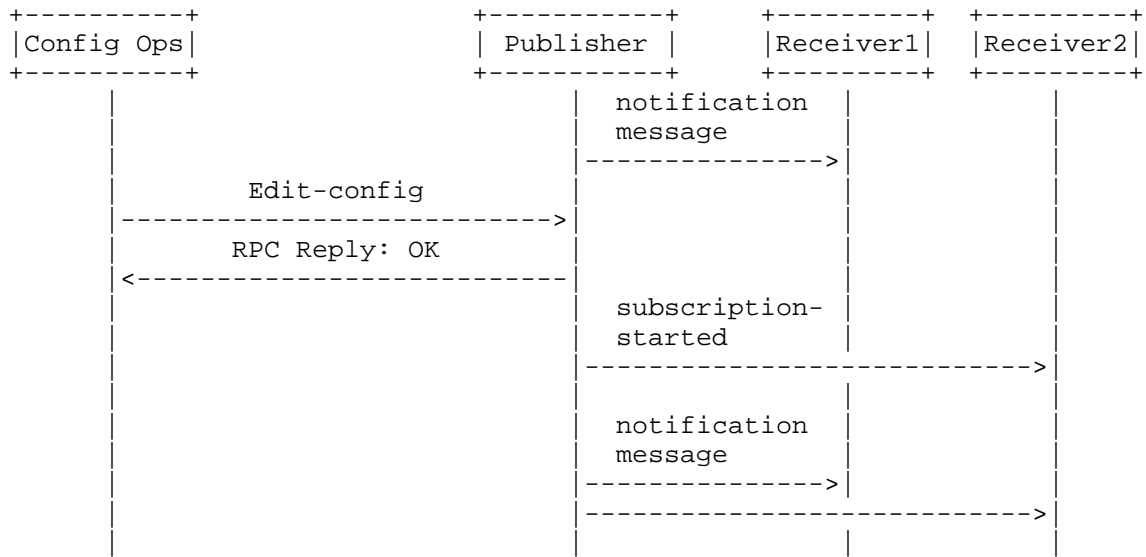 Config Ops Publisher Receiver1 Receiver2
notification
message
Edit-config
RPC Reply: OK
subscription-
started
notification
message